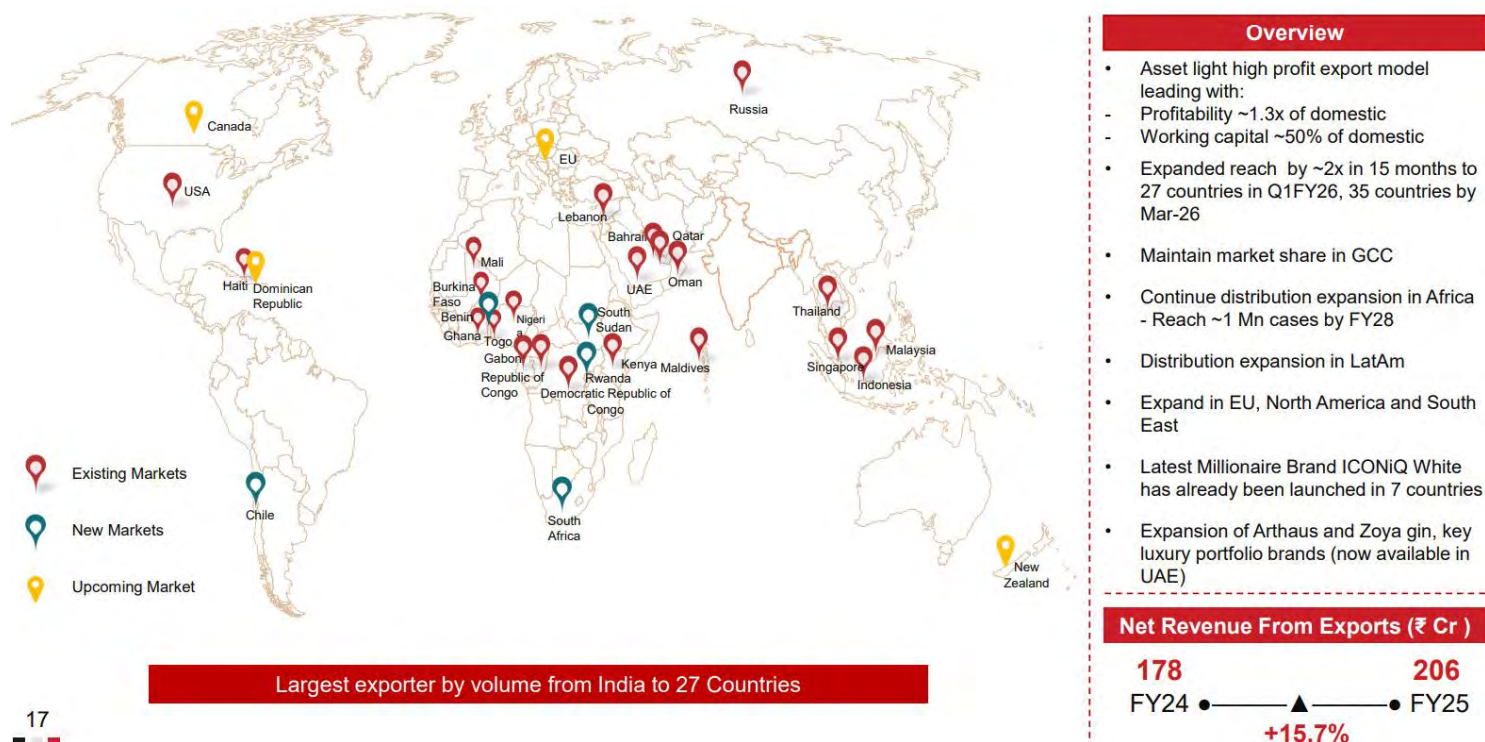 Russia
Canada
EU
USA
Lebanon
Bahrain
Qatar
Mali
Haiti
Dominican
Republic
UAE
Oman
Burkina
Faso
Thailand
Benin
Nigeri
a
South
Sudan
Ghana
Togo
Gabon
Malaysia
Republic of
Congo
Rwanda
Kenya
Maldives
Singapore
Indonesia
Democratic Republic of
Congo
Existing Markets
New Markets
Upcoming Market
Chile
South
Africa
New
Zealand
Largest exporter by volume from India to 27 Countries
17
Overview
• Asset light high profit export model
leading with:
- Profitability ~1.3x of domestic
- Working capital ~50% of domestic
• Expanded reach by ~2x in 15 months to
27 countries in Q1FY26, 35 countries by
Mar-26
• Maintain market share in GCC
• Continue distribution expansion in Africa
- Reach ~1 Mn cases by FY28
• Distribution expansion in LatAm
• Expand in EU, North America and South
East
• Latest Millionaire Brand ICONiQ White
has already been launched in 7 countries
• Expansion of Arthaus and Zoya gin, key
luxury portfolio brands (now available in
UAE)
Net Revenue From Exports (₹ Cr )
178 206
FY24 FY25
+15.7%